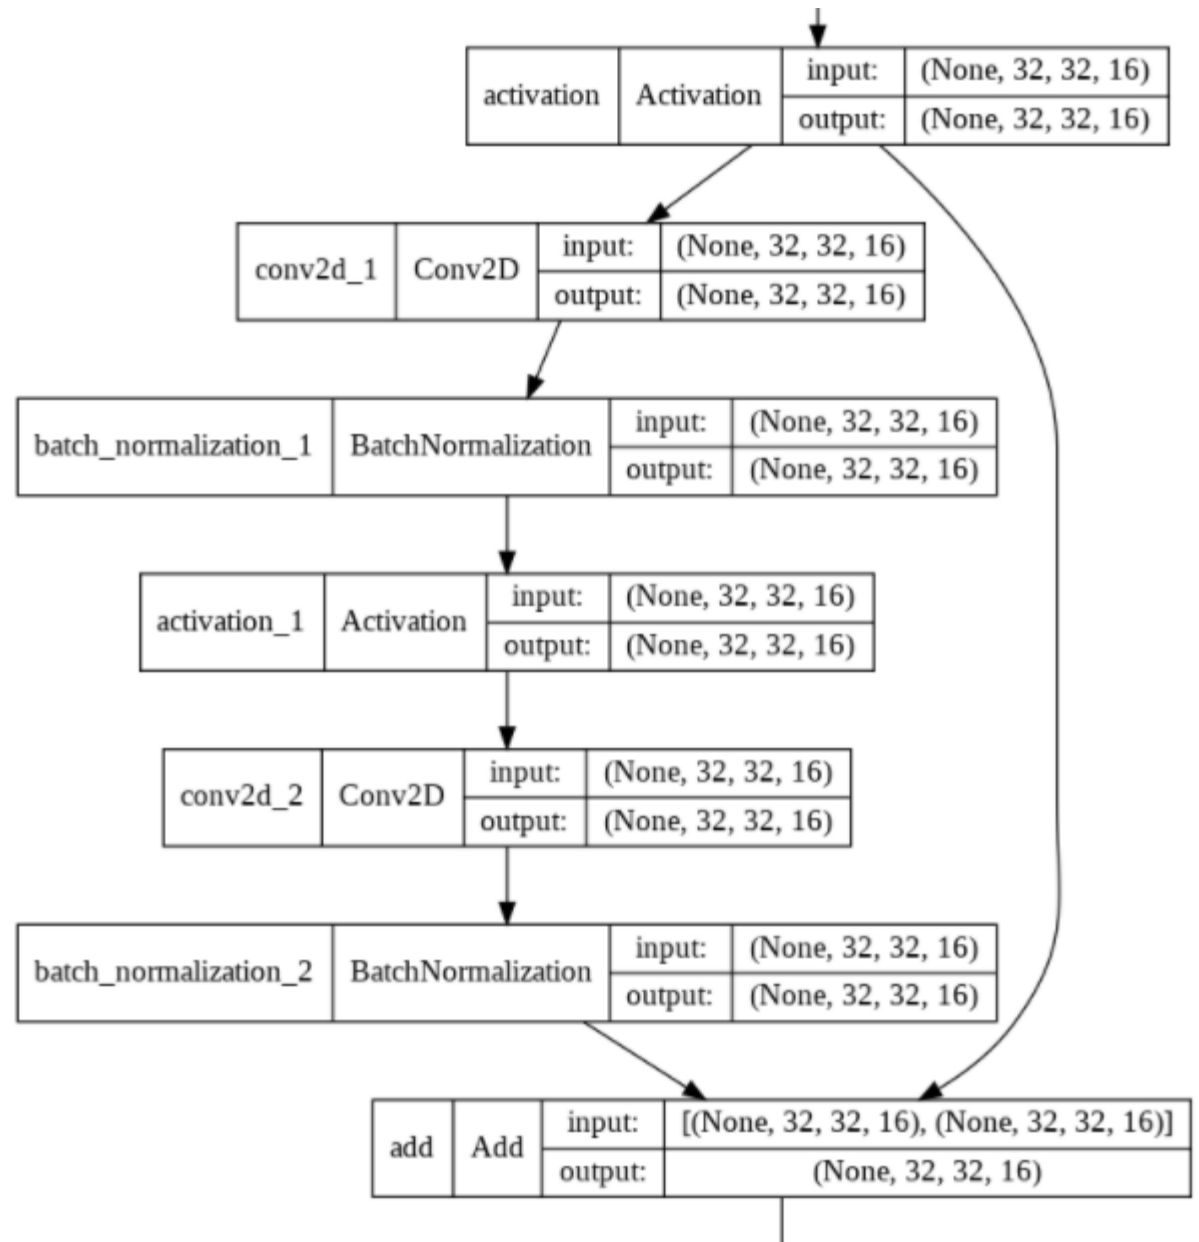 activation Activation input: (None, 32, 32, 16)
output: (None, 32, 32, 16)
conv2d_1 Conv2D input: (None, 32, 32, 16)
output: (None, 32, 32, 16)
batch_normalization_1 BatchNormalization input: (None, 32, 32, 16)
output: (None, 32, 32, 16)
activation_1 Activation input: (None, 32, 32, 16)
output: (None, 32, 32, 16)
conv2d_2 Conv2D input: (None, 32, 32, 16)
output: (None, 32, 32, 16)
batch_normalization_2 BatchNormalization input: (None, 32, 32, 16)
output: (None, 32, 32, 16)
add Add input: [(None, 32, 32, 16), (None, 32, 32, 16)]
output: (None, 32, 32, 16)